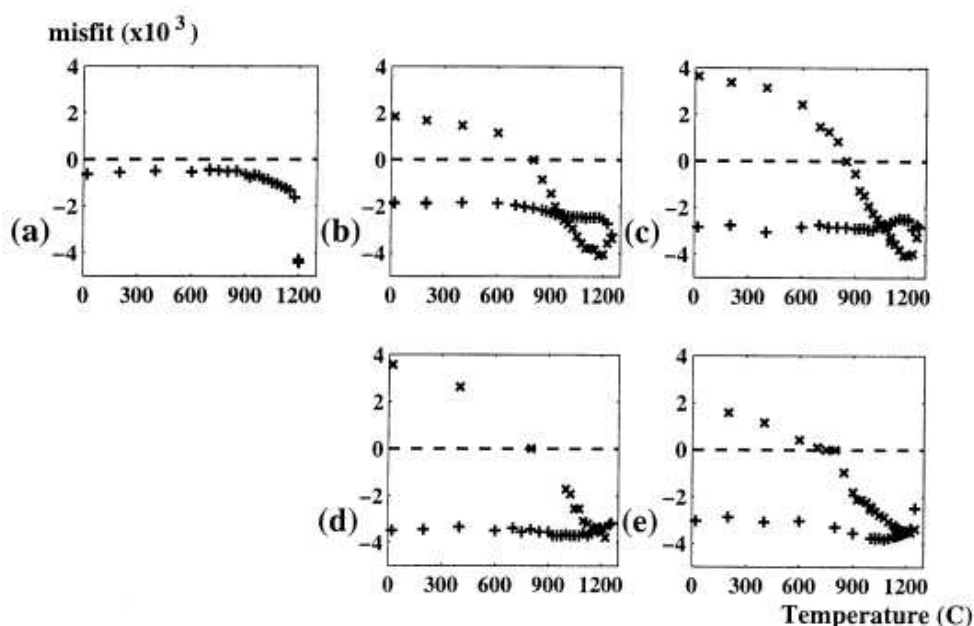 misfit (x10 3)
4 4 4
2 2 2
0 0 0
−2 −2 −2
(a) (b) (c)
−4 −4 −4
0 300 600 900 1200 0 300 600 900 1200 0 300 600 900 1200
4 4
2 2
0 0
−2 −2
(d) (e)
−4 −4
0 300 600 900 1200 0 300 600 900 1200
Temperature (C)